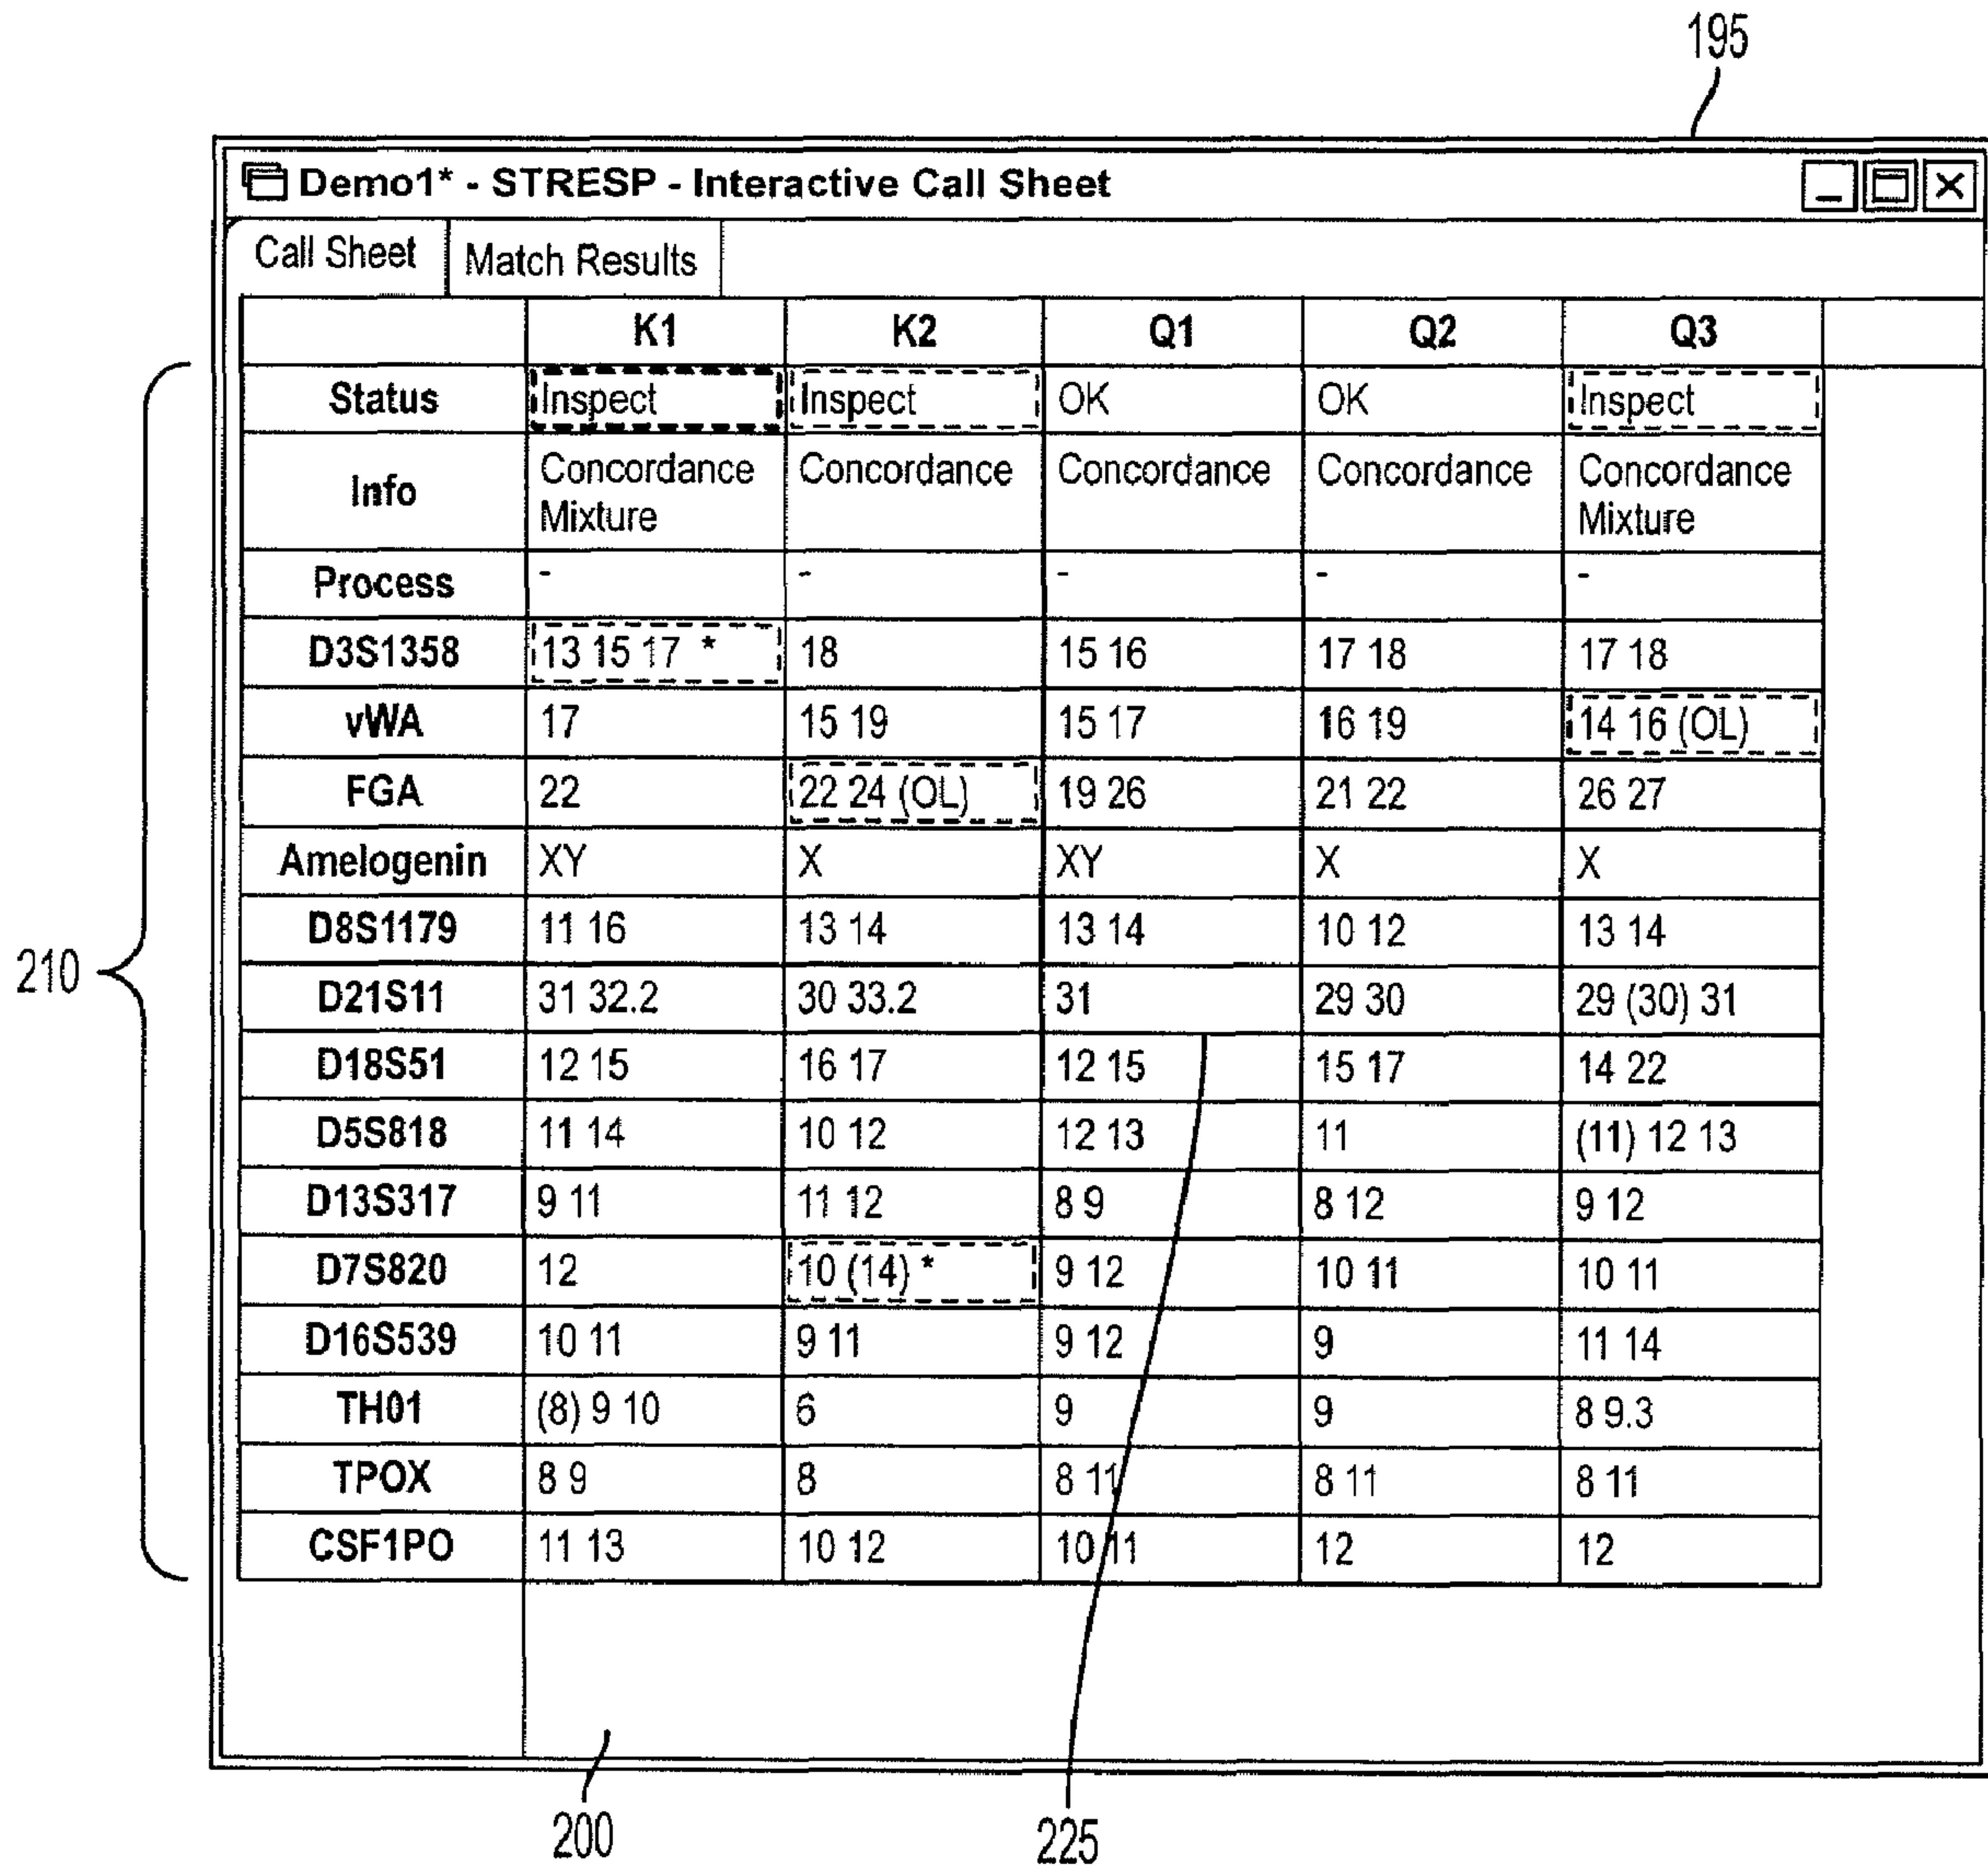 195
Demo1* - STRESP - Interactive Call Sheet
Call Sheet Match Results
K1 K2 Q1 Q2 Q3
Status Inspect Inspect OK OK Inspect
Info Concordance Mixture Concordance Concordance Concordance Concordance Mixture
Process - - - - -
D3S1358 13 15 17 * 18 15 16 17 18 17 18
vWA 17 15 19 15 17 16 19 14 16 (OL)
FGA 22 22 24 (OL) 19 26 21 22 26 27
Amelogenin XY X XY X X
D8S1179 11 16 13 14 13 14 10 12 13 14
210
D21S11 31 32.2 30 33.2 31 29 30 29 (30) 31
D18S51 12 15 16 17 12 15 15 17 14 22
D5S818 11 14 10 12 12 13 11 (11) 12 13
D13S317 9 11 11 12 8 9 8 12 9 12
D7S820 12 10 (14) * 9 12 10 11 10 11
D16S539 10 11 9 11 9 12 9 11 14
TH01 (8) 9 10 6 9 9 8 9.3
TPOX 8 9 8 8 11 8 11 8 11
CSF1PO 11 13 10 12 10 11 12 12
200 225